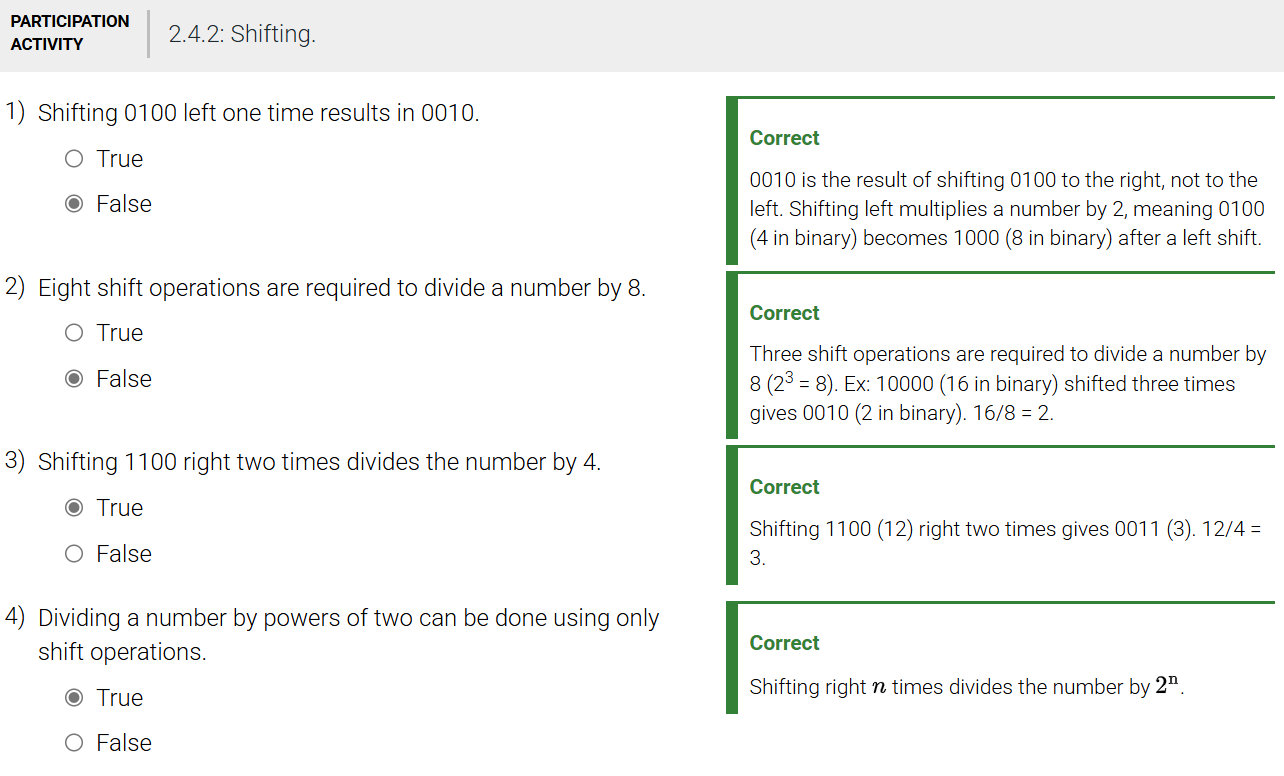 PARTICIPATION
ACTIVITY
2.4.2: Shifting.
1) Shifting 0100 left one time results in 0010.
True
False
Correct
0010 is the result of shifting 0100 to the right, not to the
left. Shifting left multiplies a number by 2, meaning 0100
(4 in binary) becomes 1000 (8 in binary) after a left shift.
2) Eight shift operations are required to divide a number by 8.
True
False
Correct
Three shift operations are required to divide a number by
8 (2³ = 8). Ex: 10000 (16 in binary) shifted three times
gives 0010 (2 in binary). 16/8 = 2.
3) Shifting 1100 right two times divides the number by 4.
True
False
Correct
Shifting 1100 (12) right two times gives 0011 (3). 12/4 =
3.
4) Dividing a number by powers of two can be done using only
shift operations.
True
False
Correct
Shifting right n times divides the number by 2ⁿ.